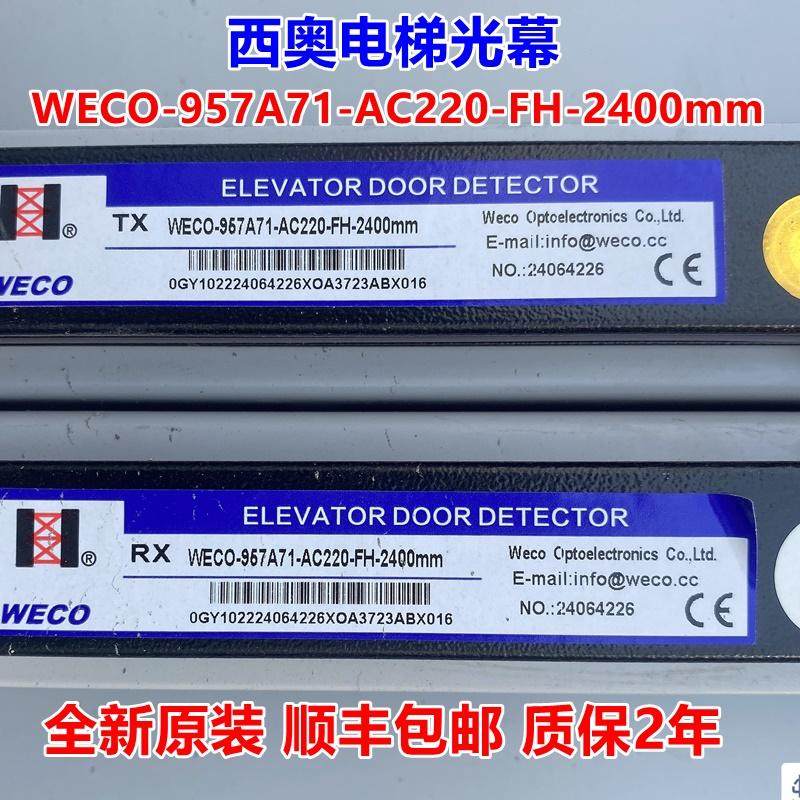 西奥电梯光幕
WECO-957A71-AC220-FH-2400mm
ELEVATOR DOOR DETECTOR
®
WECO
TX WECO-957A71-AC220-FH-2400mm
0GY102224064226XOA3723ABX016
Weco Optoelectronics Co.,Ltd.
E-mail:info@weco.cc
NO.:24064226
CE
ELEVATOR DOOR DETECTOR
®
WECO
RX WECO-957A71-AC220-FH-2400mm
0GY102224064226XOA3723ABX016
Weco Optoelectronics Co.,Ltd.
E-mail:info@weco.cc
NO.:24064226
CE
全新原装 顺丰包邮 质保2年